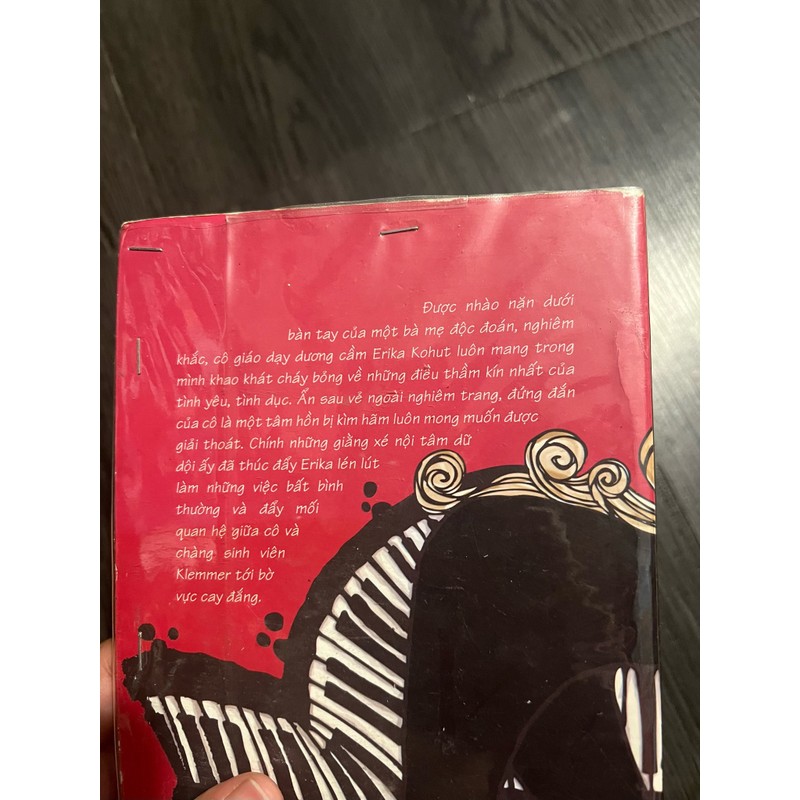 Được nhào nặn dưới
bàn tay của một bà mẹ độc đoán, nghiêm
khắc, cô giáo dạy dương cầm Erika Kohut luôn mang trong
mình khao khát cháy bỏng về những điều thầm kín nhất của
tình yêu, tình dục. Ẩn sau vẻ ngoài nghiêm trang, đứng đắn
của cô là một tâm hồn bị kìm hãm luôn mong muốn được
giải thoát. Chính những giằng xé nội tâm dữ
dội ấy đã thúc đẩy Erika lén lút
làm những việc bất bình
thường và đẩy mối
quan hệ giữa cô và
chàng sinh viên
Klemmer tới bờ
vực cay đắng.